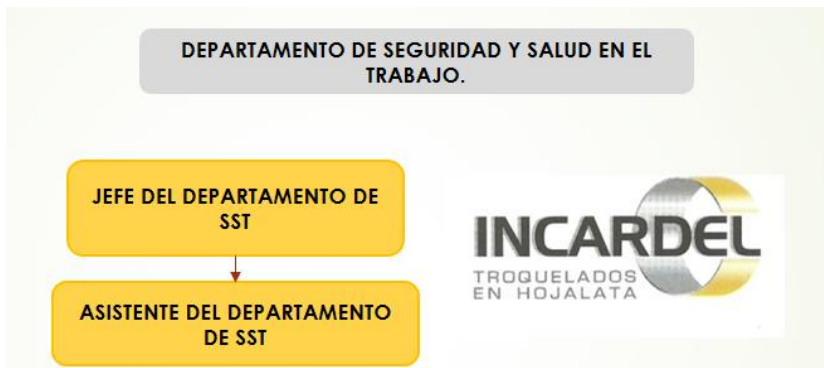 DEPARTAMENTO DE SEGURIDAD Y SALUD EN EL
TRABAJO.
JEFE DEL DEPARTAMENTO DE
SST
ASISTENTE DEL DEPARTAMENTO
DE SST
INCARDEL
TROQUELADOS
EN HOJALATA